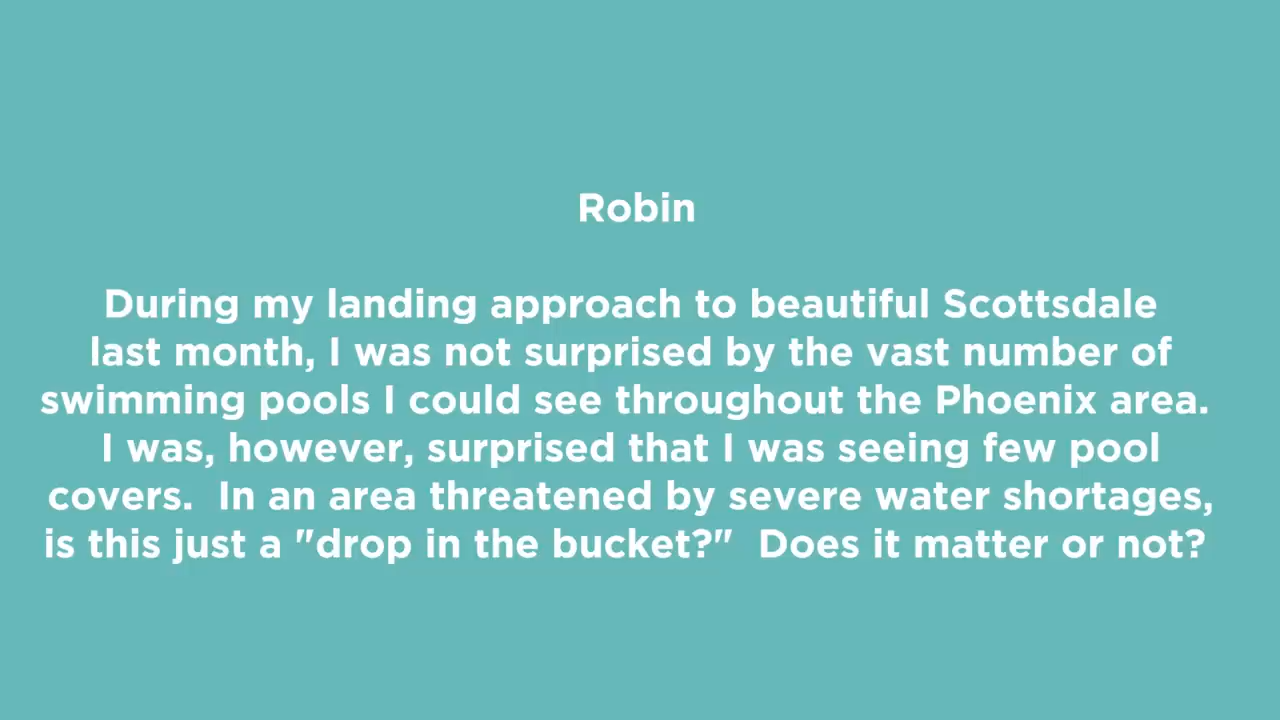 Robin
During my landing approach to beautiful Scottsdale
last month, I was not surprised by the vast number of
swimming pools I could see throughout the Phoenix area.
I was, however, surprised that I was seeing few pool
covers.  In an area threatened by severe water shortages,
is this just a "drop in the bucket?"  Does it matter or not?